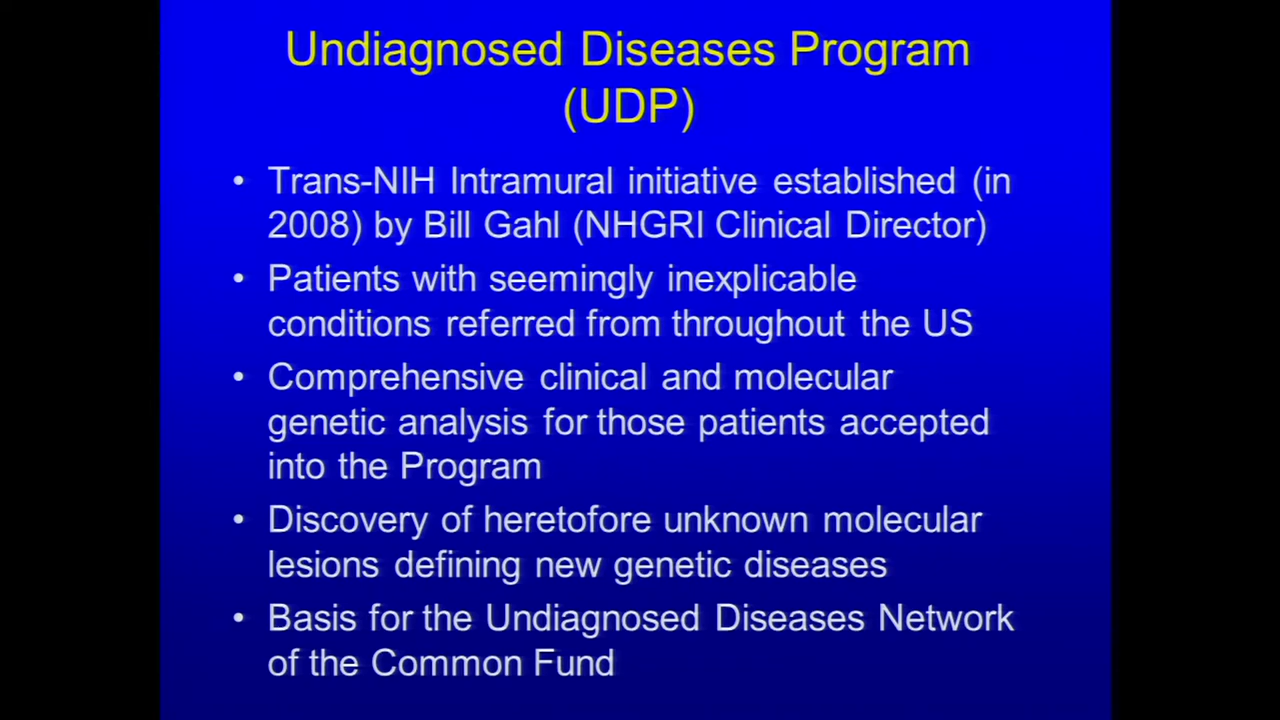 Undiagnosed Diseases Program
(UDP)
• Trans-NIH Intramural initiative established (in
2008) by Bill Gahl (NHGRI Clinical Director)
• Patients with seemingly inexplicable
conditions referred from throughout the US
• Comprehensive clinical and molecular
genetic analysis for those patients accepted
into the Program
• Discovery of heretofore unknown molecular
lesions defining new genetic diseases
• Basis for the Undiagnosed Diseases Network
of the Common Fund